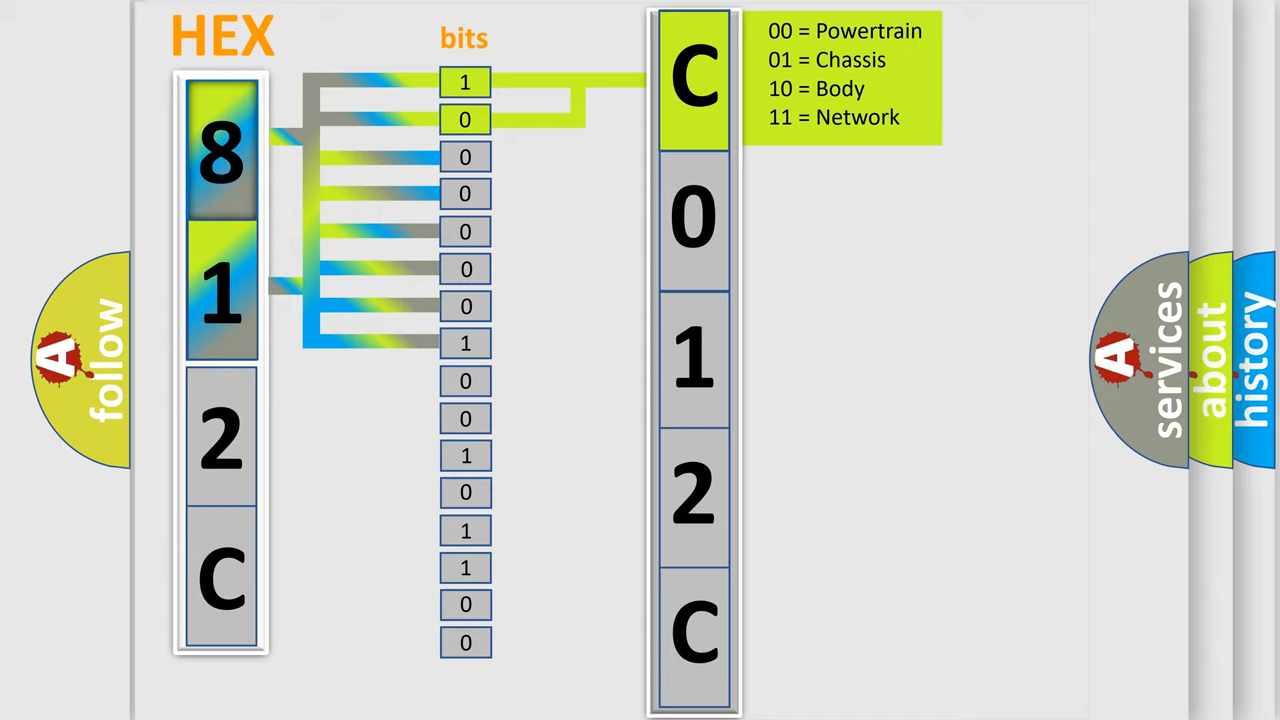 HEX
bits
8
1
2
C
1
0
0
0
0
0
0
1
0
0
1
0
1
1
0
0
C
0
1
2
C
00 = Powertrain
01 = Chassis
10 = Body
11 = Network
A
follow
A
services
about
history